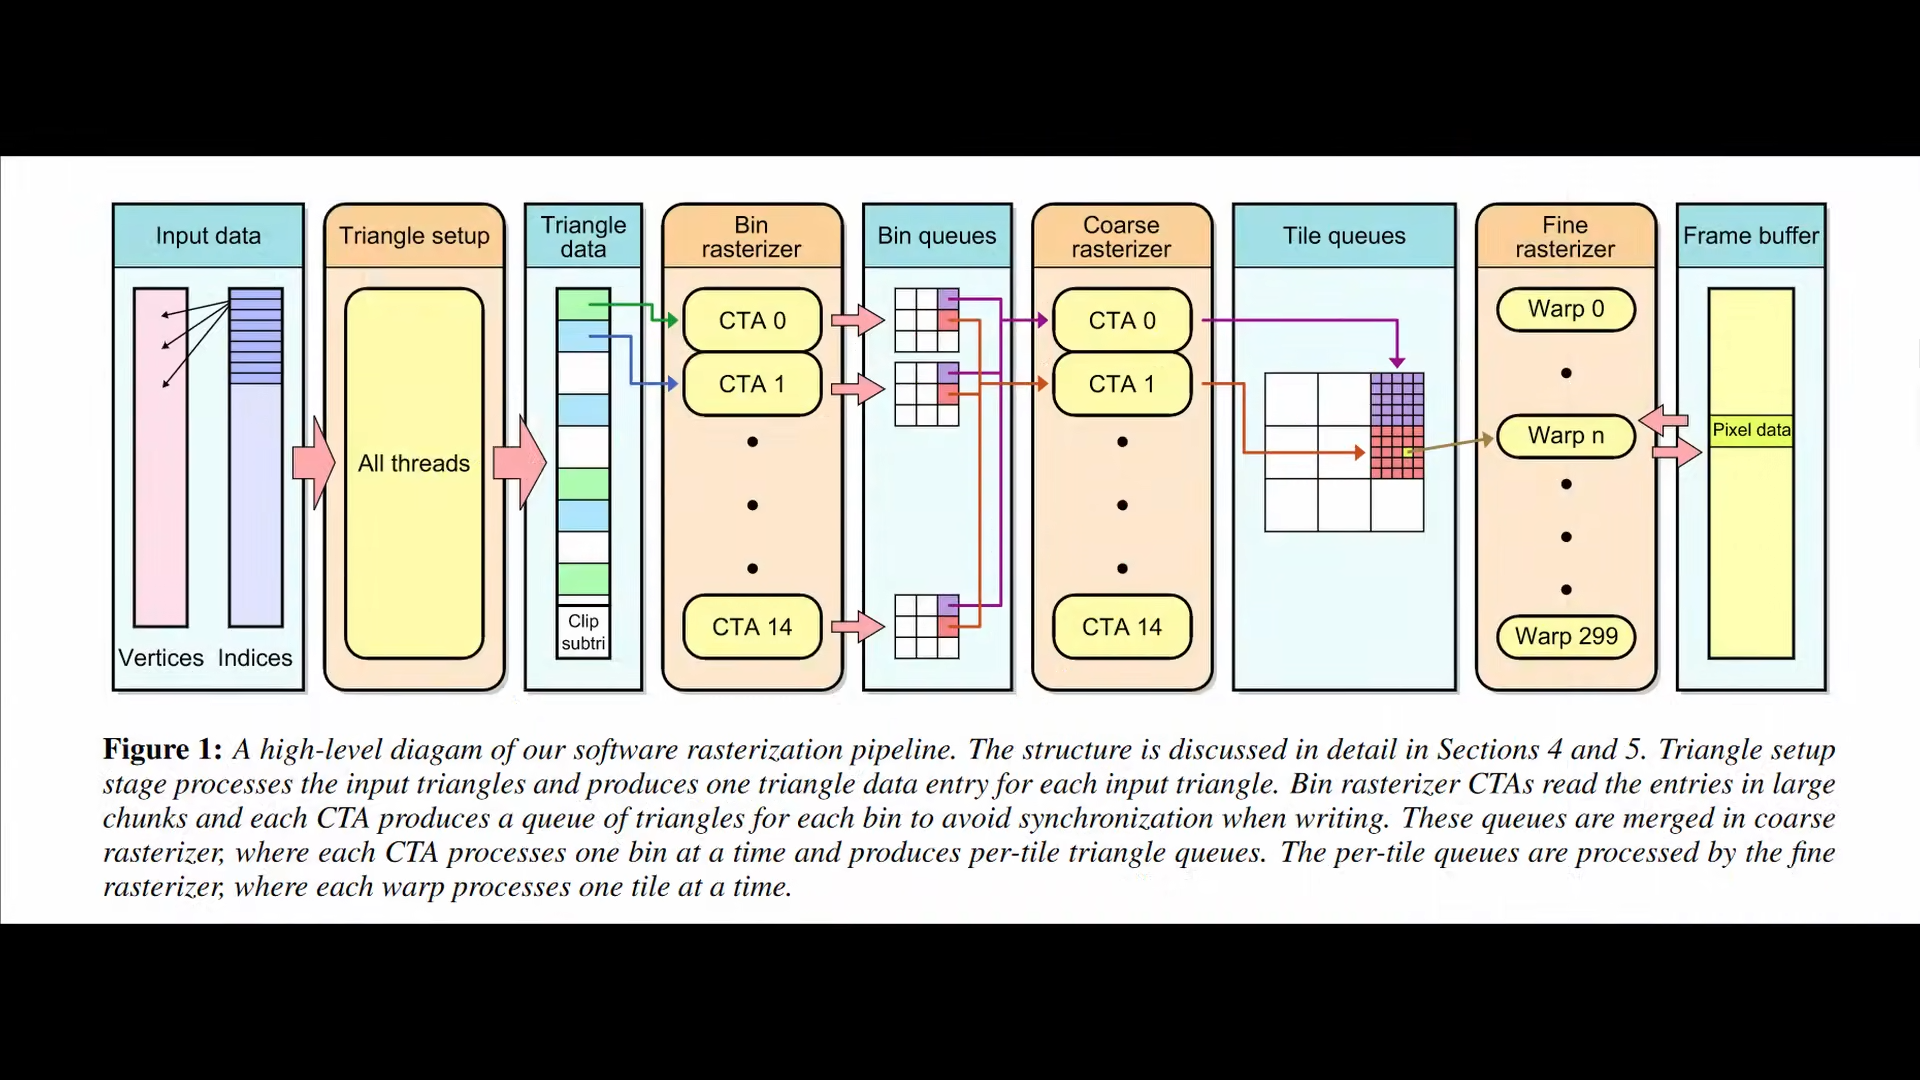 Input data
Triangle setup
Triangle
data
Bin
rasterizer
Bin queues
Coarse
rasterizer
Tile queues
Fine
rasterizer
Frame buffer
Vertices
Indices
All threads
Clip
subtri
CTA 0
CTA 1
CTA 14
CTA 0
CTA 1
CTA 14
Warp 0
Warp n
Warp 299
Pixel data
Figure 1: A high-level diagam of our software rasterization pipeline. The structure is discussed in detail in Sections 4 and 5. Triangle setup
stage processes the input triangles and produces one triangle data entry for each input triangle. Bin rasterizer CTAs read the entries in large
chunks and each CTA produces a queue of triangles for each bin to avoid synchronization when writing. These queues are merged in coarse
rasterizer, where each CTA processes one bin at a time and produces per-tile triangle queues. The per-tile queues are processed by the fine
rasterizer, where each warp processes one tile at a time.